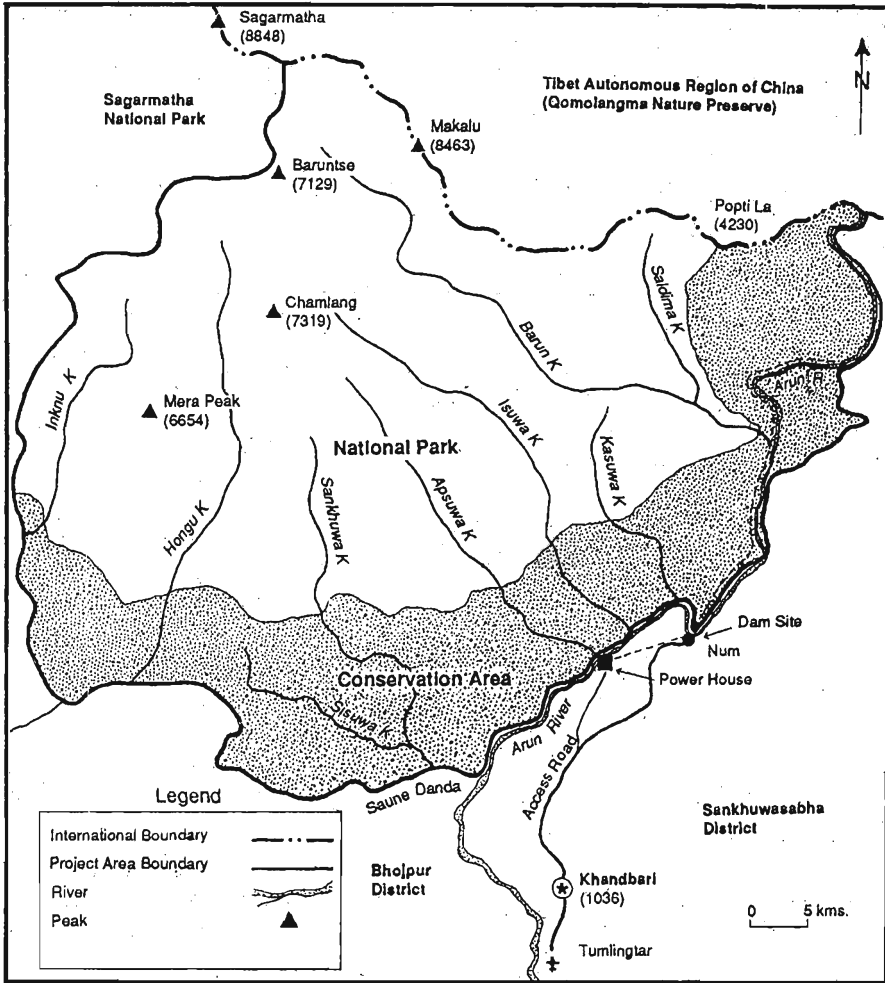 Sagarmatha
(8848)
N
Tibet Autonomous Region of China
(Qomolangma Nature Preserve)
Sagarmatha
National Park
Makalu
(8463)
Baruntse
(7129)
Popti La
(4230)
Saldima K
Chamlang
(7319)
Barun K
Arun R
Inknu K
Mera Peak
(6654)
Isuwa K
National Park
Kasuwa K
Apsuwa K
Sankhuwa K
Hongu K
Dam Site
Num
Conservation Area
Power House
Sisuwa K
Arun River
Access Road
Saune Danda
Sankhuwasabha
District
Bhojpur
District
Khandbari
(1036)
Tumlingtar
0 5 kms.
Legend
International Boundary
Project Area Boundary
River
Peak